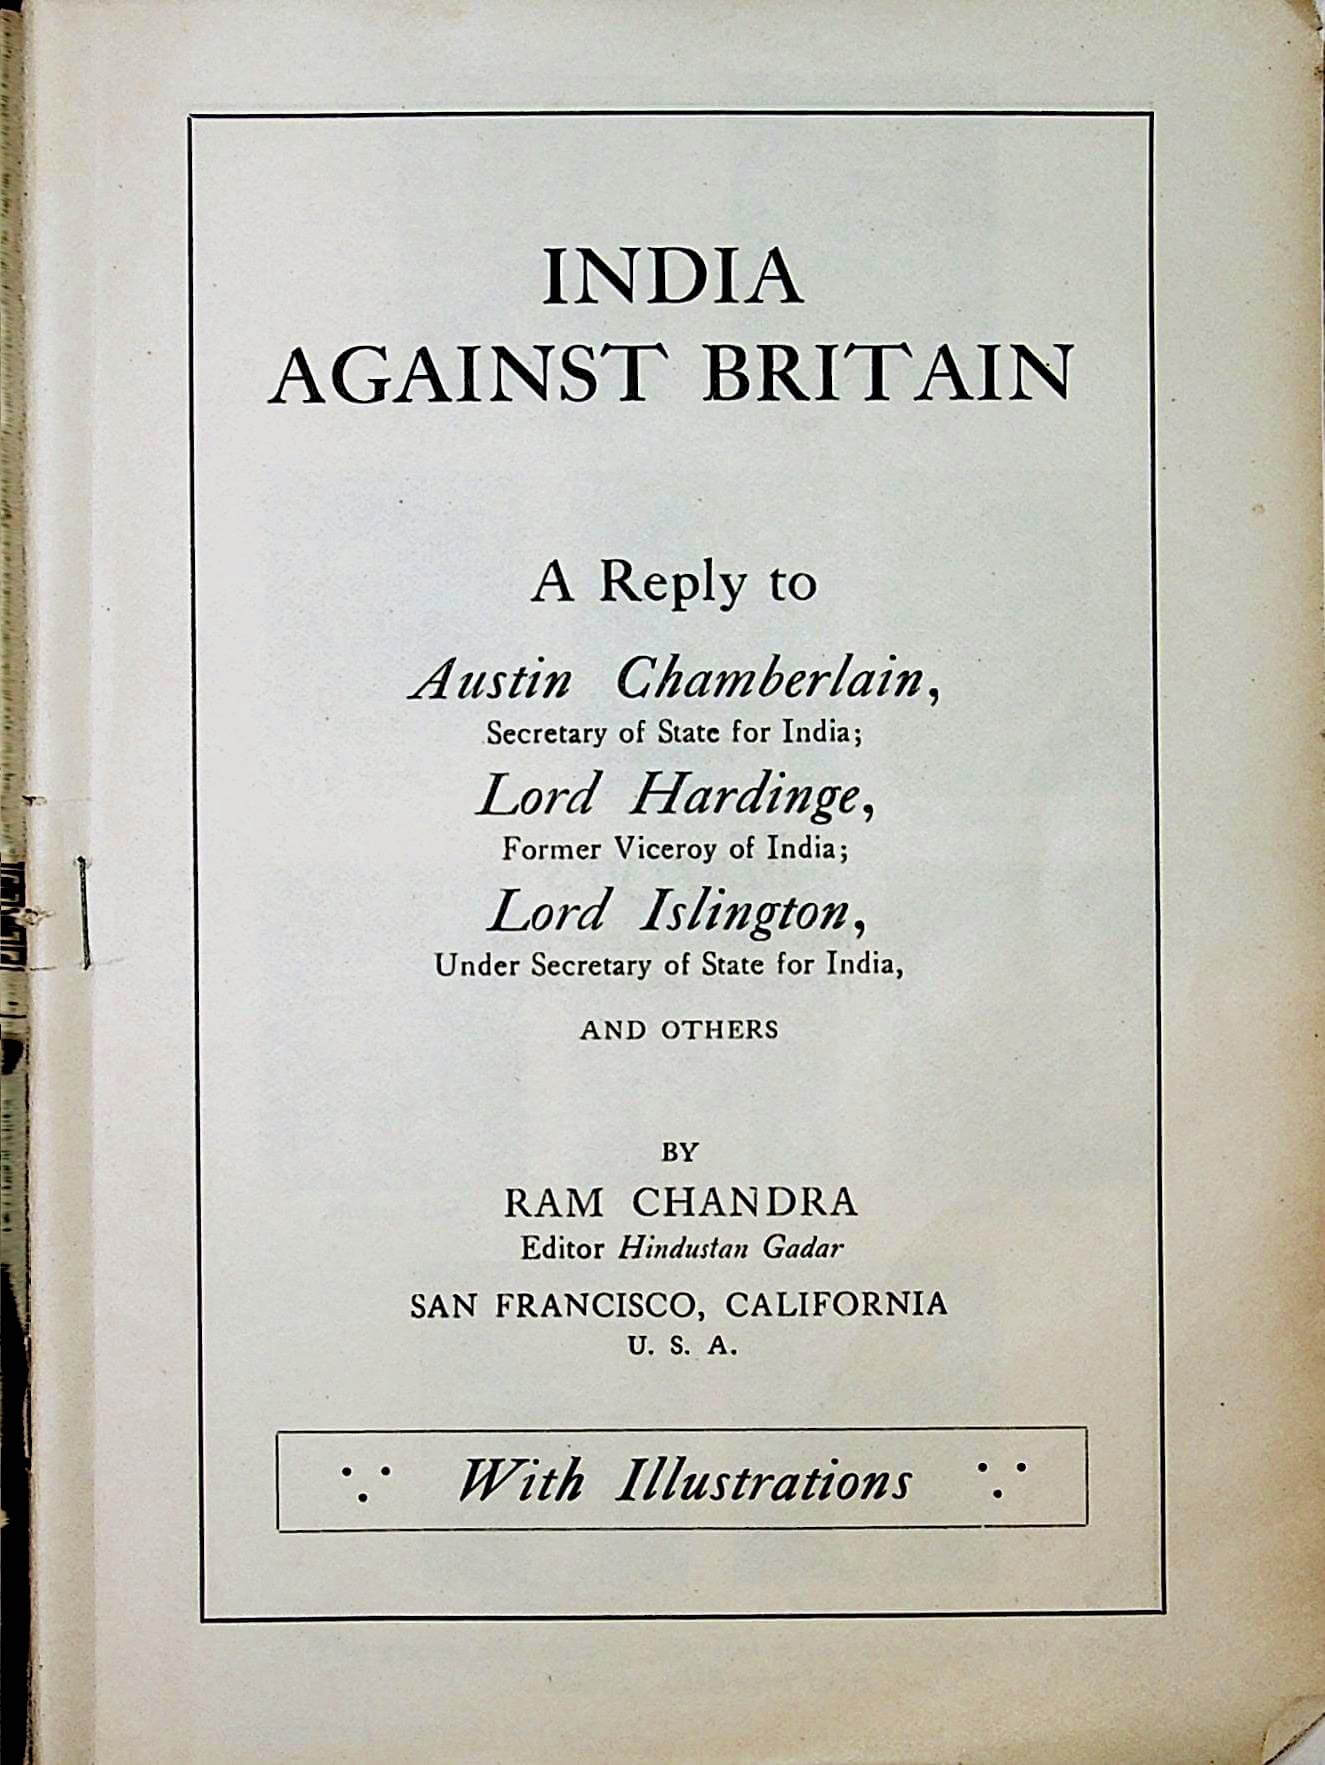 INDIA
AGAINST BRITAIN
A Reply to
Austin Chamberlain,
Secretary of State for India;
Lord Hardinge,
Former Viceroy of India;
Lord Islington,
Under Secretary of State for India,
AND OTHERS
BY
RAM CHANDRA
Editor Hindustan Gadar
SAN FRANCISCO, CALIFORNIA
U. S. A.
With Illustrations